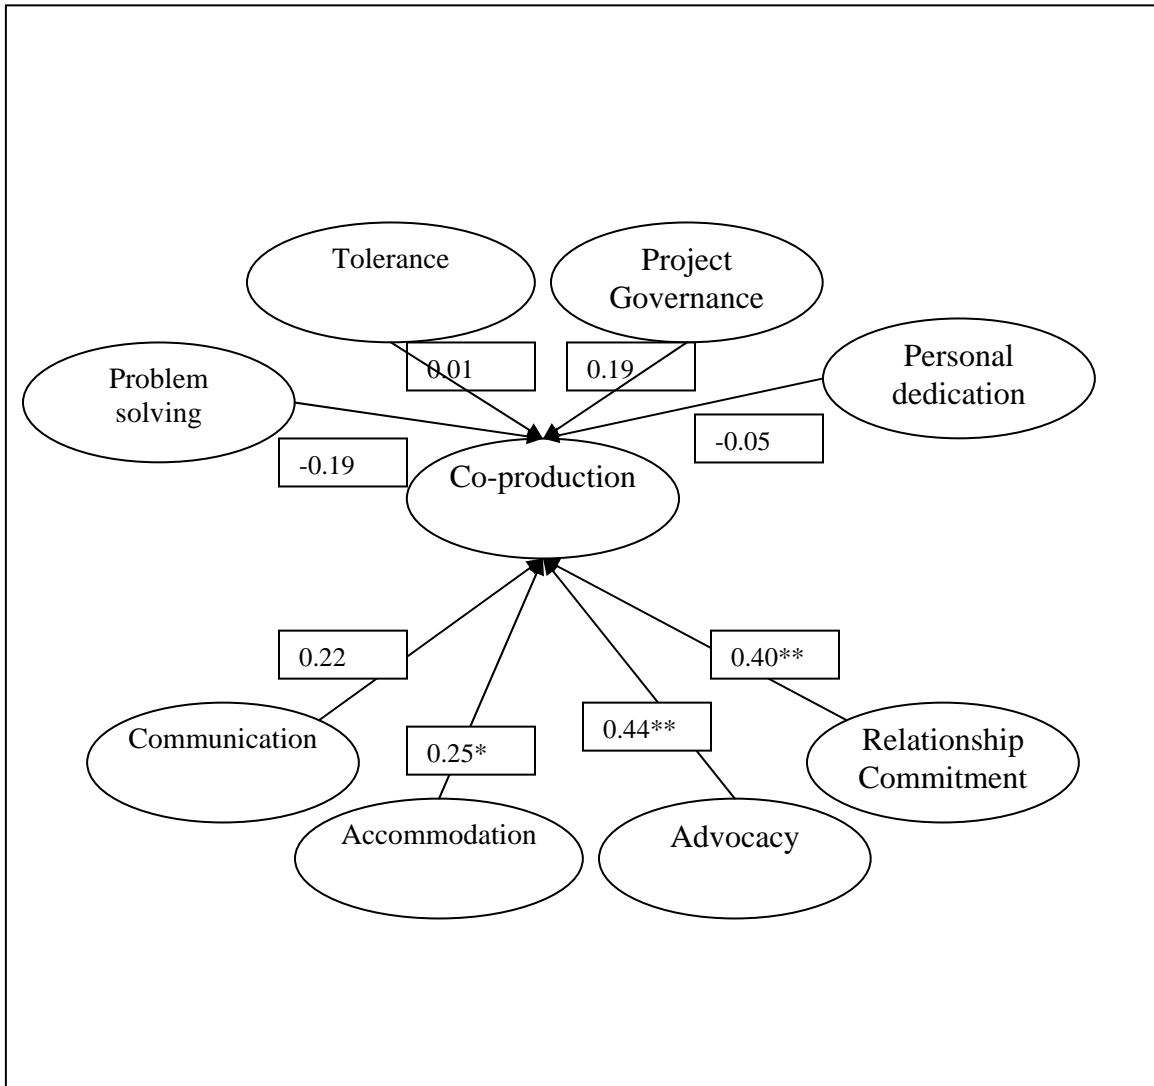 Tolerance
Project
Governance
Problem
solving
Personal
dedication
0.01
0.19
-0.19
-0.05
Co-production
0.22
0.40**
0.25*
0.44**
Communication
Relationship
Commitment
Accommodation
Advocacy